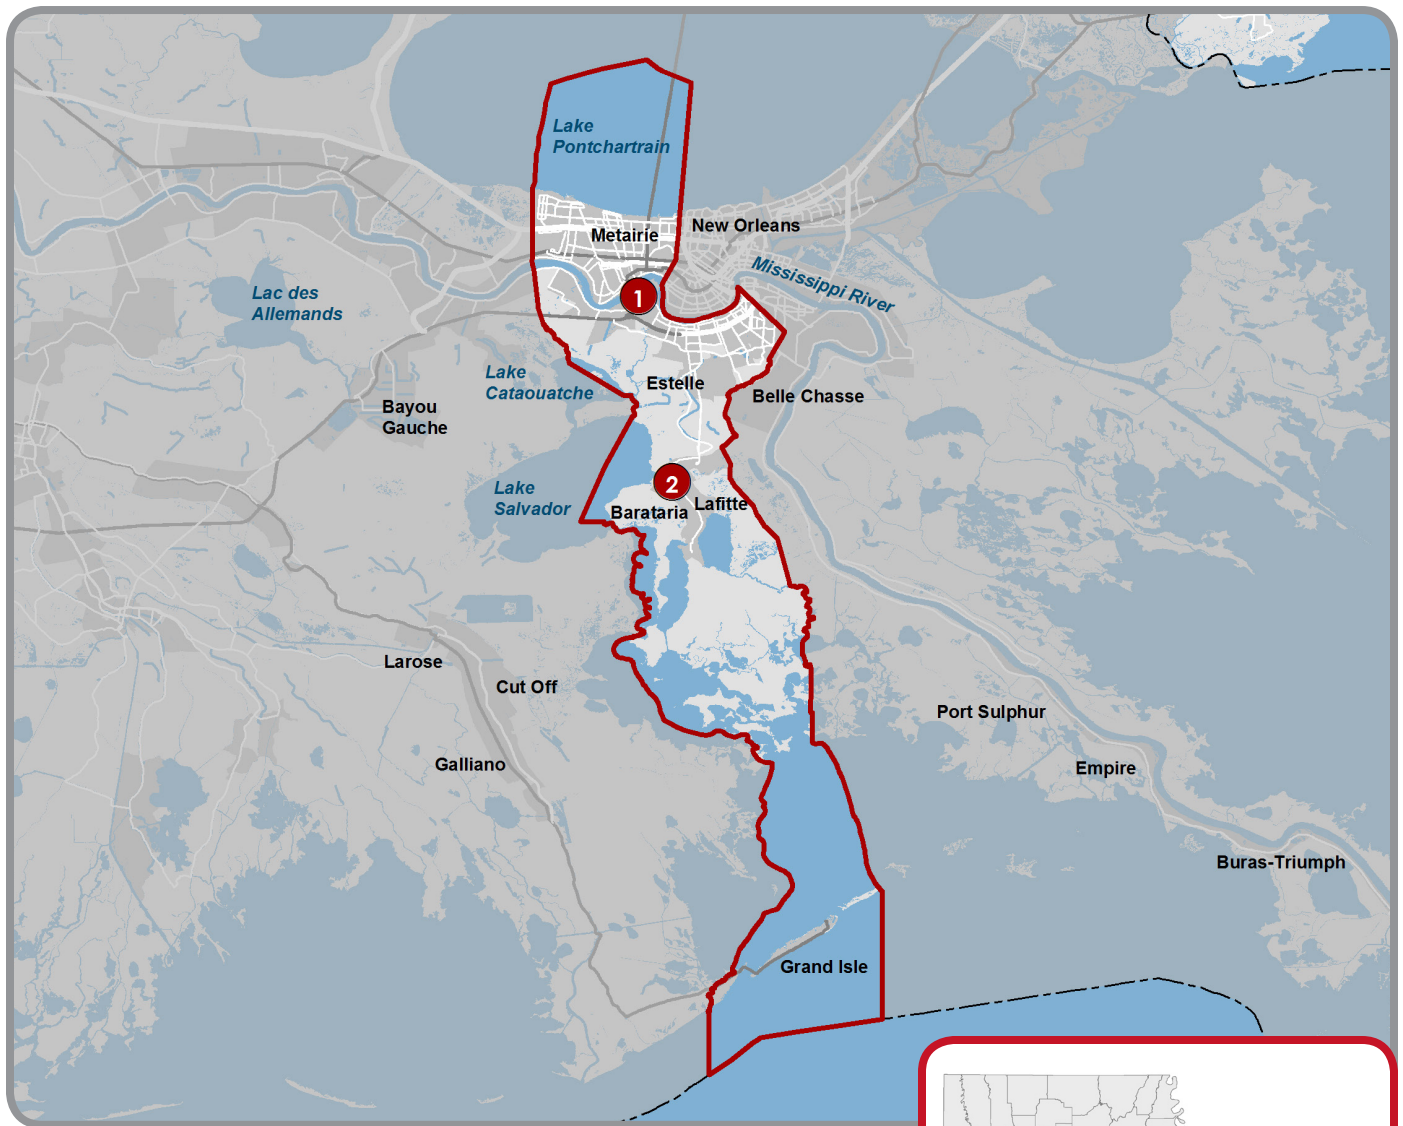 Lake
Pontchartrain
Metairie
New Orleans
Mississippi River
Lac des
Allemands
1
Lake
Cataouatche
Estelle
Belle Chasse
Bayou
Gauche
Lake
Salvador
2
Barataria
Lafitte
Larose
Cut Off
Port Sulphur
Galliano
Empire
Buras-Triumph
Grand Isle